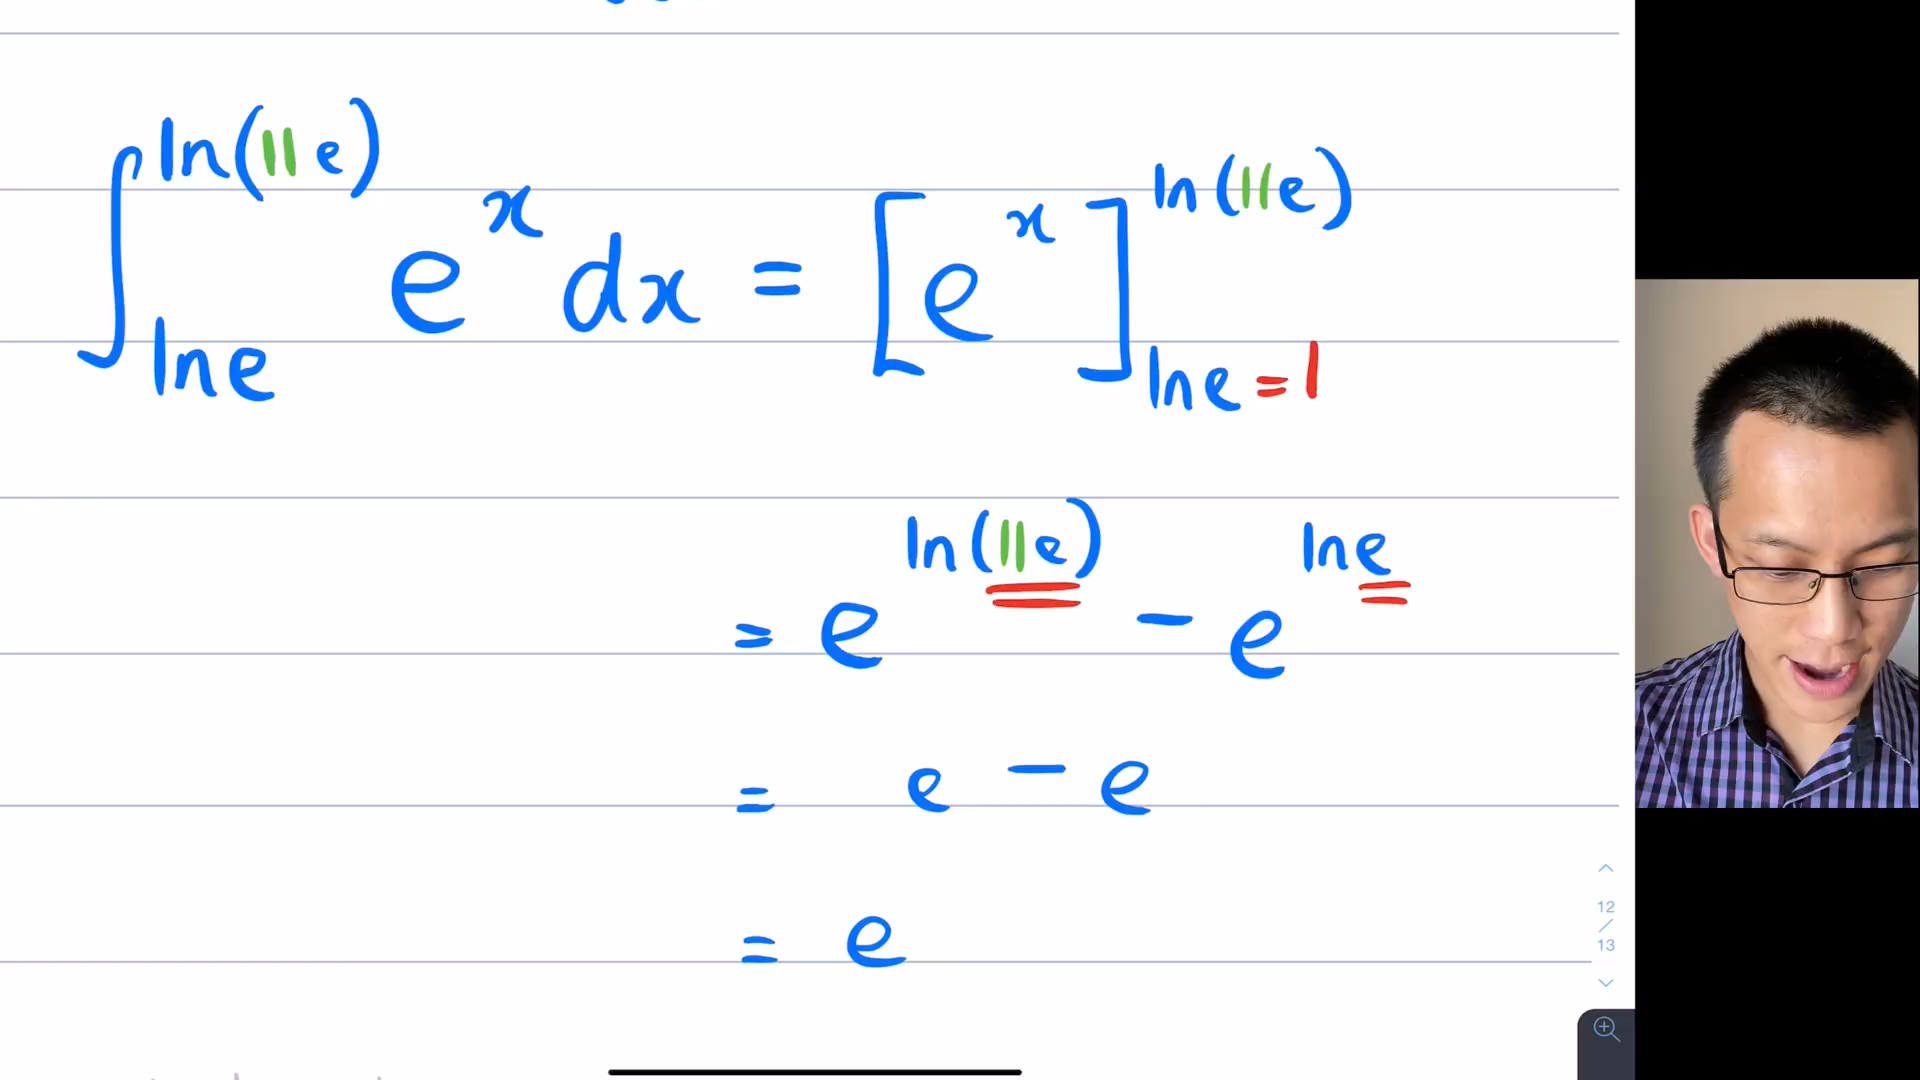 ∫_{ln e}^{ln(11e)} e^x dx = [e^x]_{ln e = 1}^{ln(11e)}
= e^{ln(11e)} - e^{ln e}
= e - e
= e
12
/
13